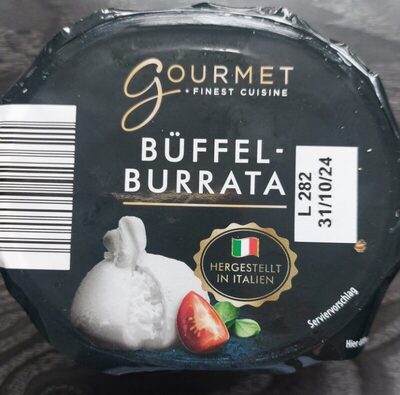 gOURMET
FINEST CUISINE
BÜFFEL-
BURRATA
L 282
31/10/24
HERGESTELLT
IN ITALIEN
Serviervorschlag